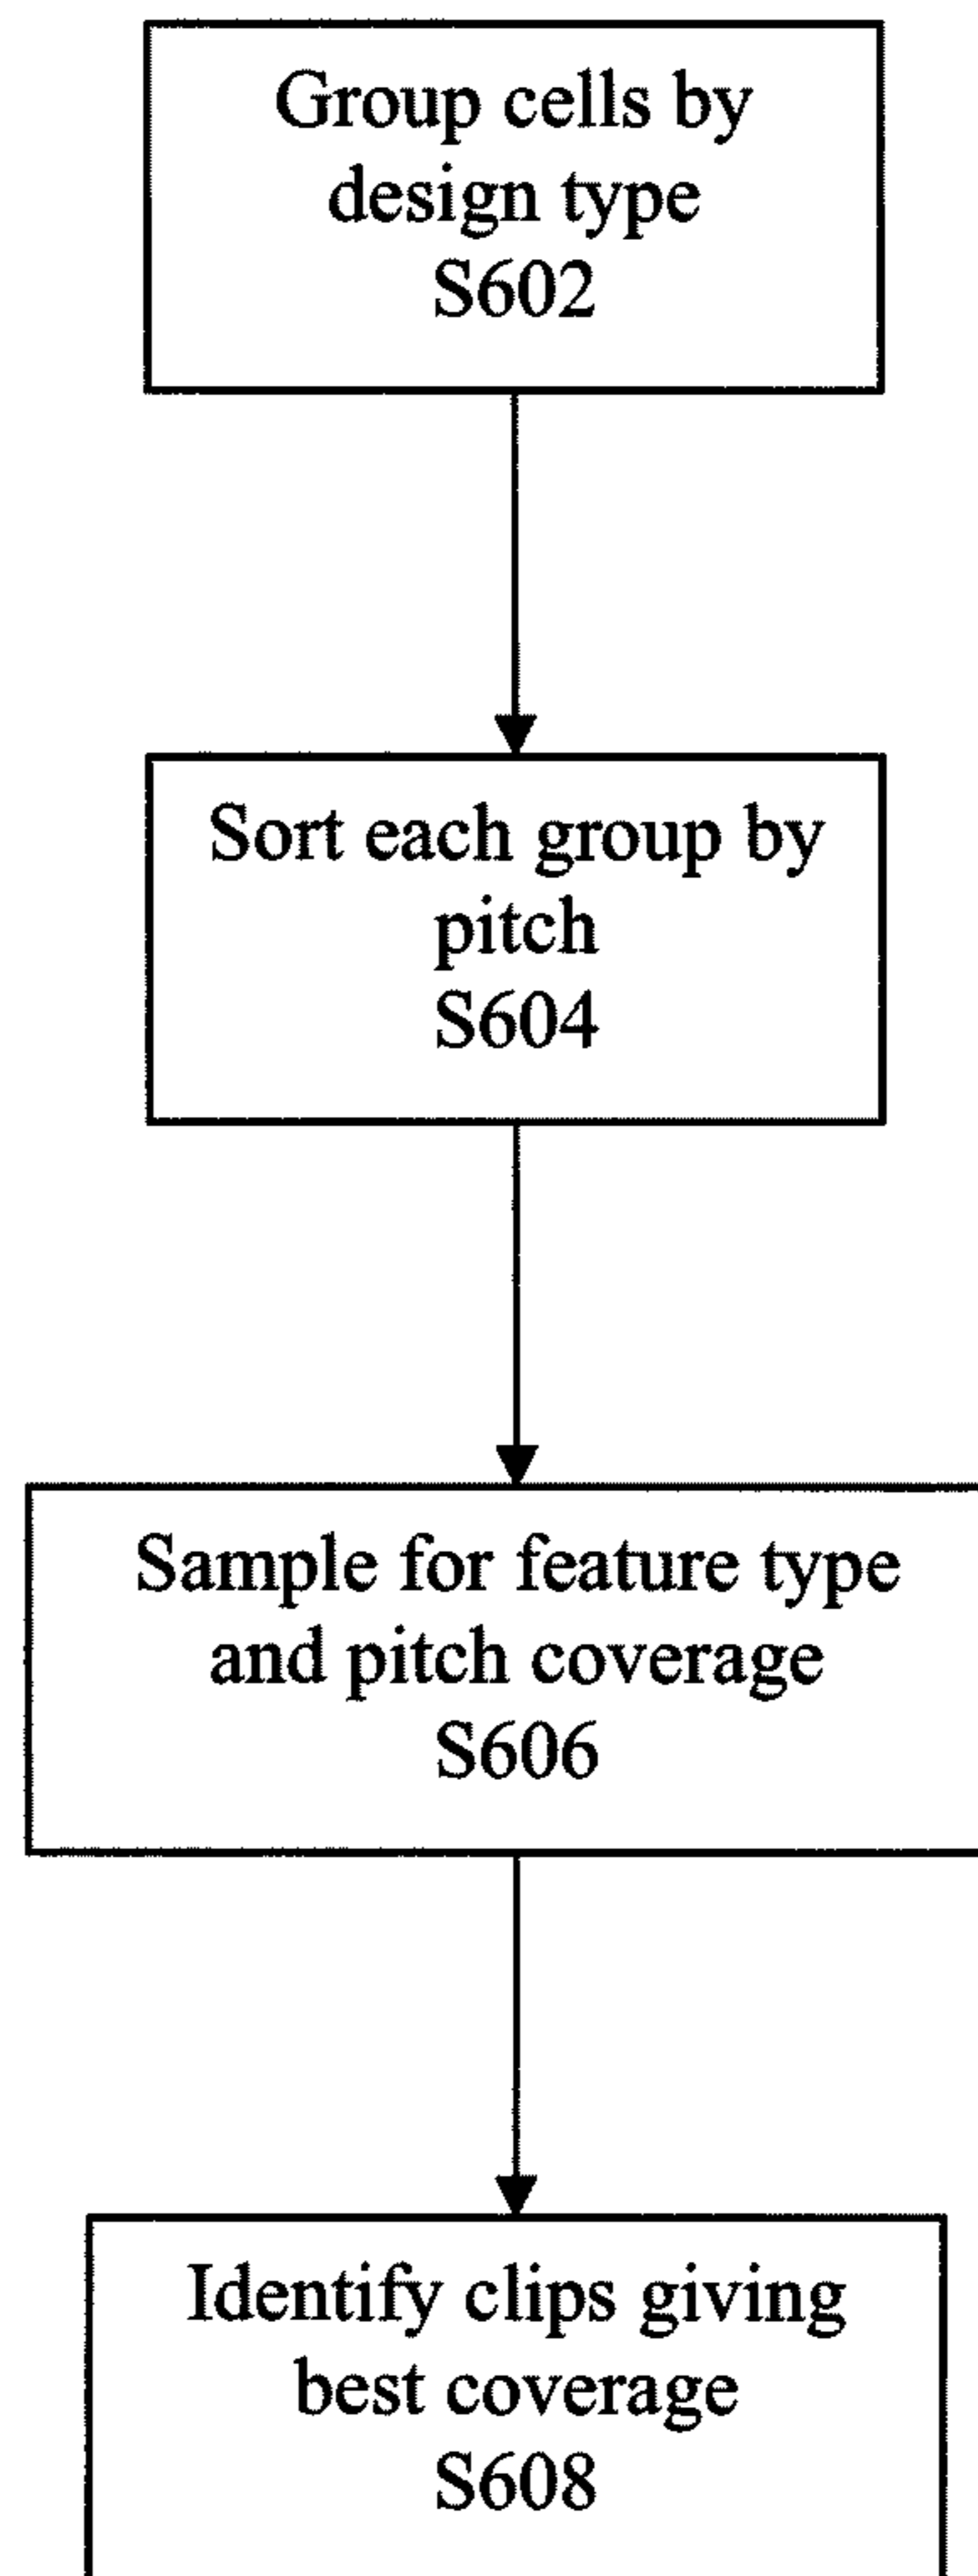 Group cells by
design type
S602
Sort each group by
pitch
S604
Sample for feature type
and pitch coverage
S606
Identify clips giving
best coverage
S608